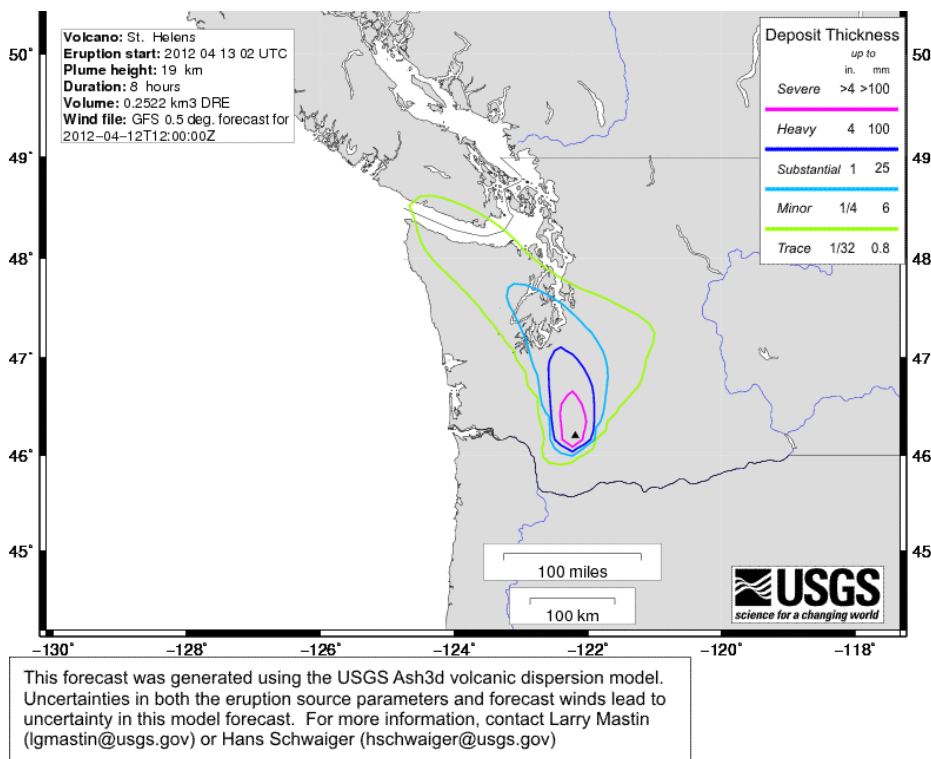 Volcano: St. Helens
Eruption start: 2012 04 13 02 UTC
Plume height: 19 km
Duration: 8 hours
Volume: 0.2522 km3 DRE
Wind file: GFS 0.5 deg. forecast for
2012-04-12T12:00:00Z
Deposit Thickness
up to
in. mm
Severe >4 >100
Heavy 4 100
Substantial 1 25
Minor 1/4 6
Trace 1/32 0.8
50° 50
49° 49
48° 48
47° 47
46° 46
45° 45
100 miles
100 km
USGS
science for a changing world
−130° −128° −126° −124° −122° −120° −118°
This forecast was generated using the USGS Ash3d volcanic dispersion model.
Uncertainties in both the eruption source parameters and forecast winds lead to
uncertainty in this model forecast. For more information, contact Larry Mastin
(lgmastin@usgs.gov) or Hans Schwaiger (hschwaiger@usgs.gov)